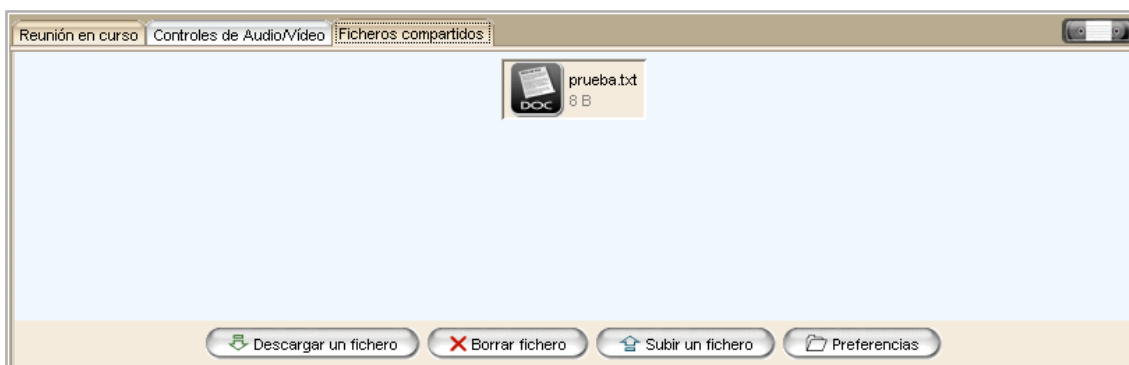 Reunión en curso Controles de Audio/Vídeo Ficheros compartidos
prueba.txt
DOC
8 B
Descargar un fichero Borrar fichero Subir un fichero Preferencias